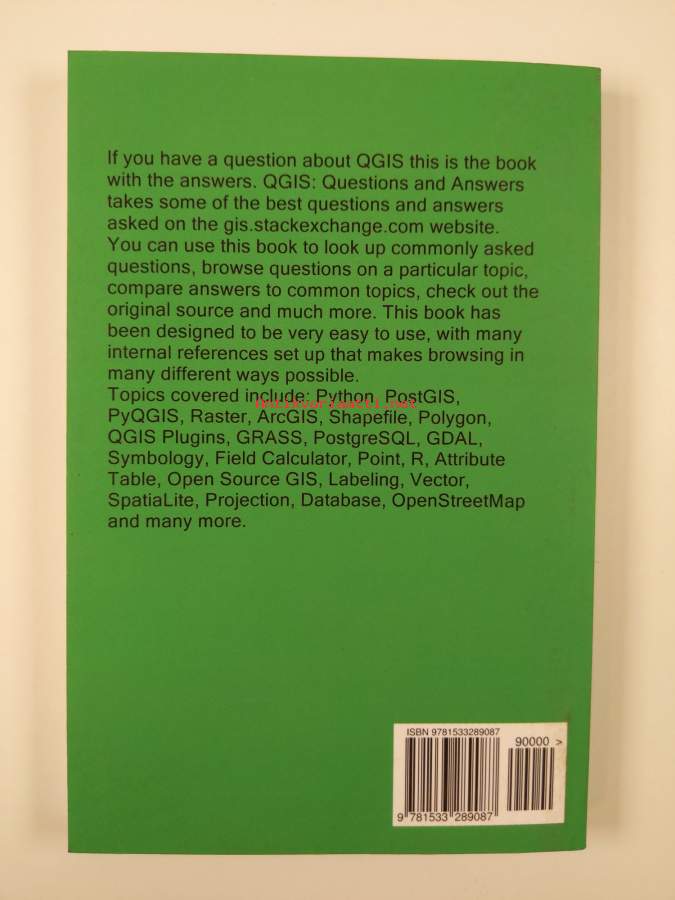 If you have a question about QGIS this is the book
with the answers. QGIS: Questions and Answers
takes some of the best questions and answers
asked on the gis.stackexchange.com website.
You can use this book to look up commonly asked
questions, browse questions on a particular topic,
compare answers to common topics, check out the
original source and much more. This book has
been designed to be very easy to use, with many
internal references set up that makes browsing in
many different ways possible.
Topics covered include: Python, PostGIS,
antikvariaatti.net
PyQGIS, Raster, ArcGIS, Shapefile, Polygon,
QGIS Plugins, GRASS, PostgreSQL, GDAL,
Symbology, Field Calculator, Point, R, Attribute
Table, Open Source GIS, Labeling, Vector,
SpatiaLite, Projection, Database, OpenStreetMap
and many more.
ISBN 9781533289087
90000 >
9 781533 289087